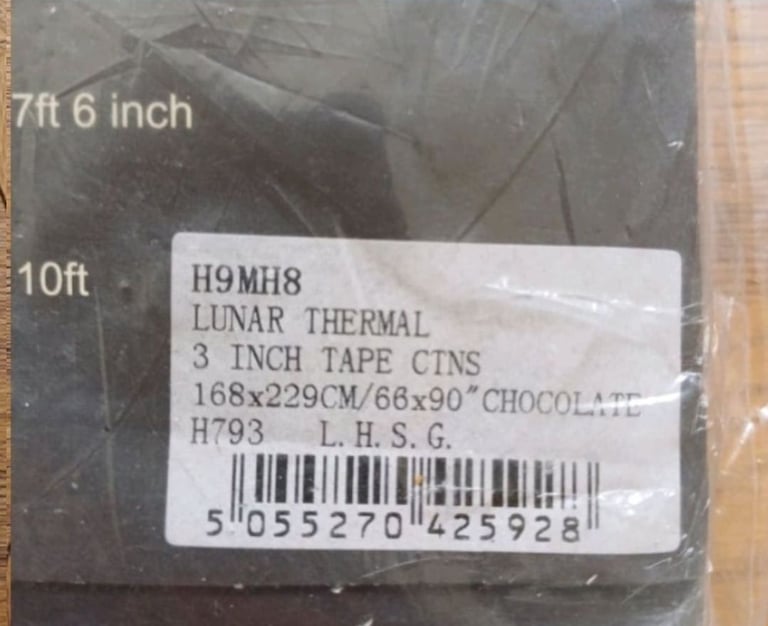 7ft 6 inch
10ft
H9MH8
LUNAR THERMAL
3 INCH TAPE CTNS
168x229CM/66x90″CHOCOLATE
H793 L.H.S.G.
5 055270 425928